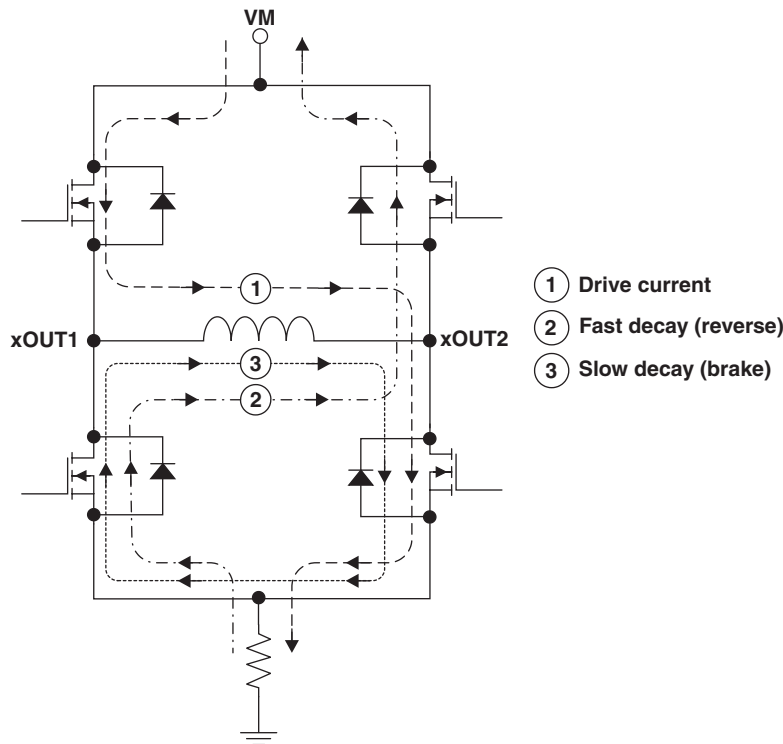 VM
1
xOUT1
xOUT2
3
2
1 Drive current
2 Fast decay (reverse)
3 Slow decay (brake)